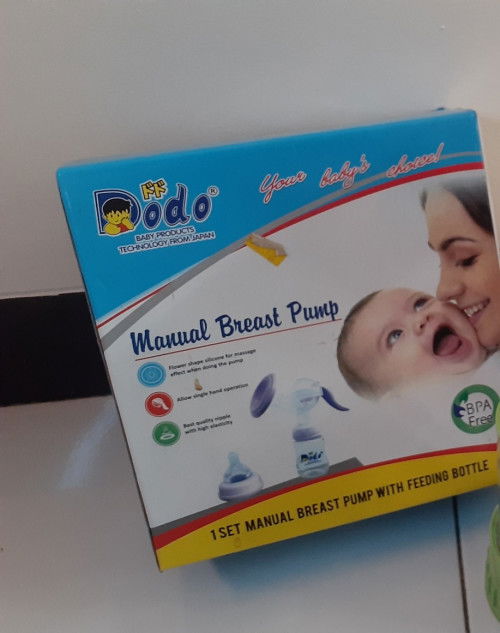 ドド
Dodo®
BABY PRODUCTS
TECHNOLOGY FROM JAPAN
Your baby's choice!
Manual Breast Pump
Flower shape silicone for massage
effect when doing the pump
Allow single hand operation
Best quality nipple
with high elasticity
Dodo
BPA
Free
1 SET MANUAL BREAST PUMP WITH FEEDING BOTTLE